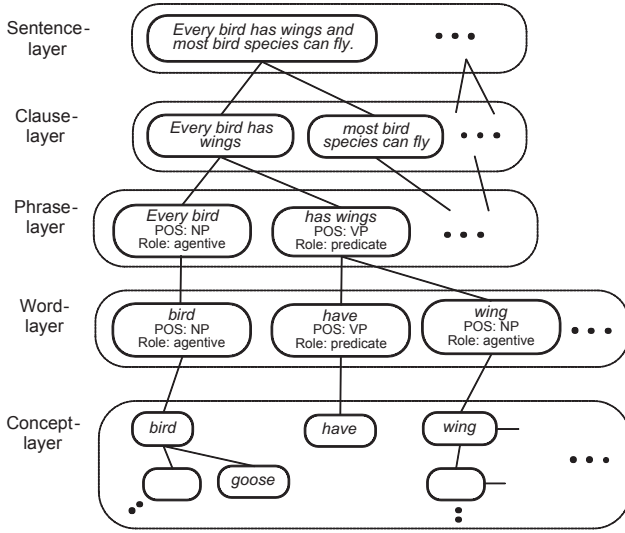 Sentence-
layer
Every bird has wings and
most bird species can fly.
Clause-
layer
Every bird has
wings
most bird
species can fly
Phrase-
layer
Every bird
POS: NP
Role: agentive
has wings
POS: VP
Role: predicate
Word-
layer
bird
POS: NP
Role: agentive
have
POS: VP
Role: predicate
wing
POS: NP
Role: agentive
Concept-
layer
bird
have
wing
goose